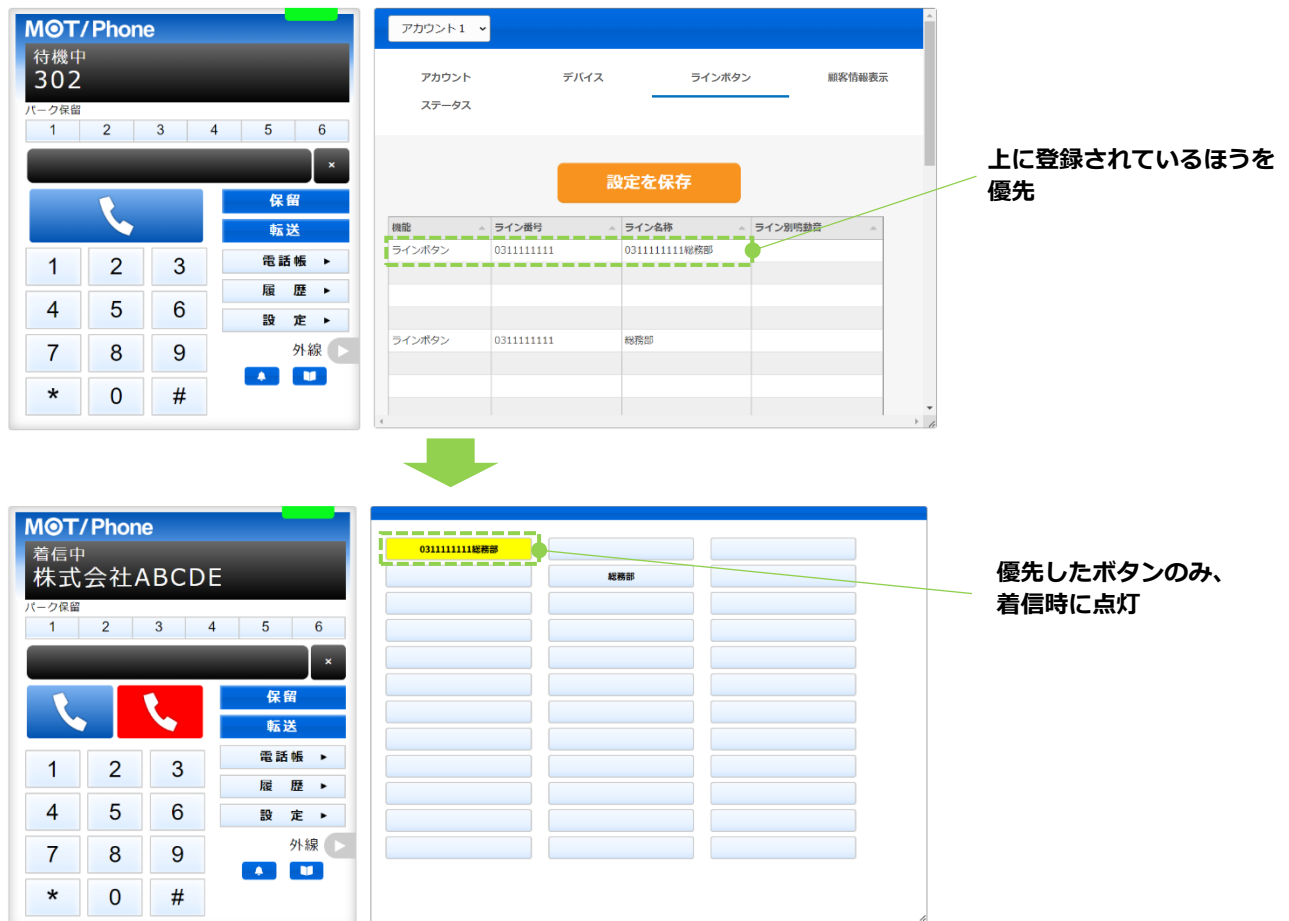 MOT/Phone
待機中
302
パーク保留
1 2 3 4 5 6
×
保留
転送
電話帳 ►
履 歴 ►
設 定 ►
外線
1 2 3
4 5 6
7 8 9
* 0 #
アカウント 1
アカウント デバイス ラインボタン 顧客情報表示
ステータス
設定を保存
機能 ライン番号 ライン名称 ライン別鳴動音
ラインボタン 0311111111 0311111111総務部
ラインボタン 0311111111 総務部
上に登録されているほうを
優先
MOT/Phone
着信中
株式会社ABCDE
パーク保留
1 2 3 4 5 6
×
保留
転送
電話帳 ►
履 歴 ►
設 定 ►
外線
1 2 3
4 5 6
7 8 9
* 0 #
0311111111総務部
総務部
優先したボタンのみ、
着信時に点灯